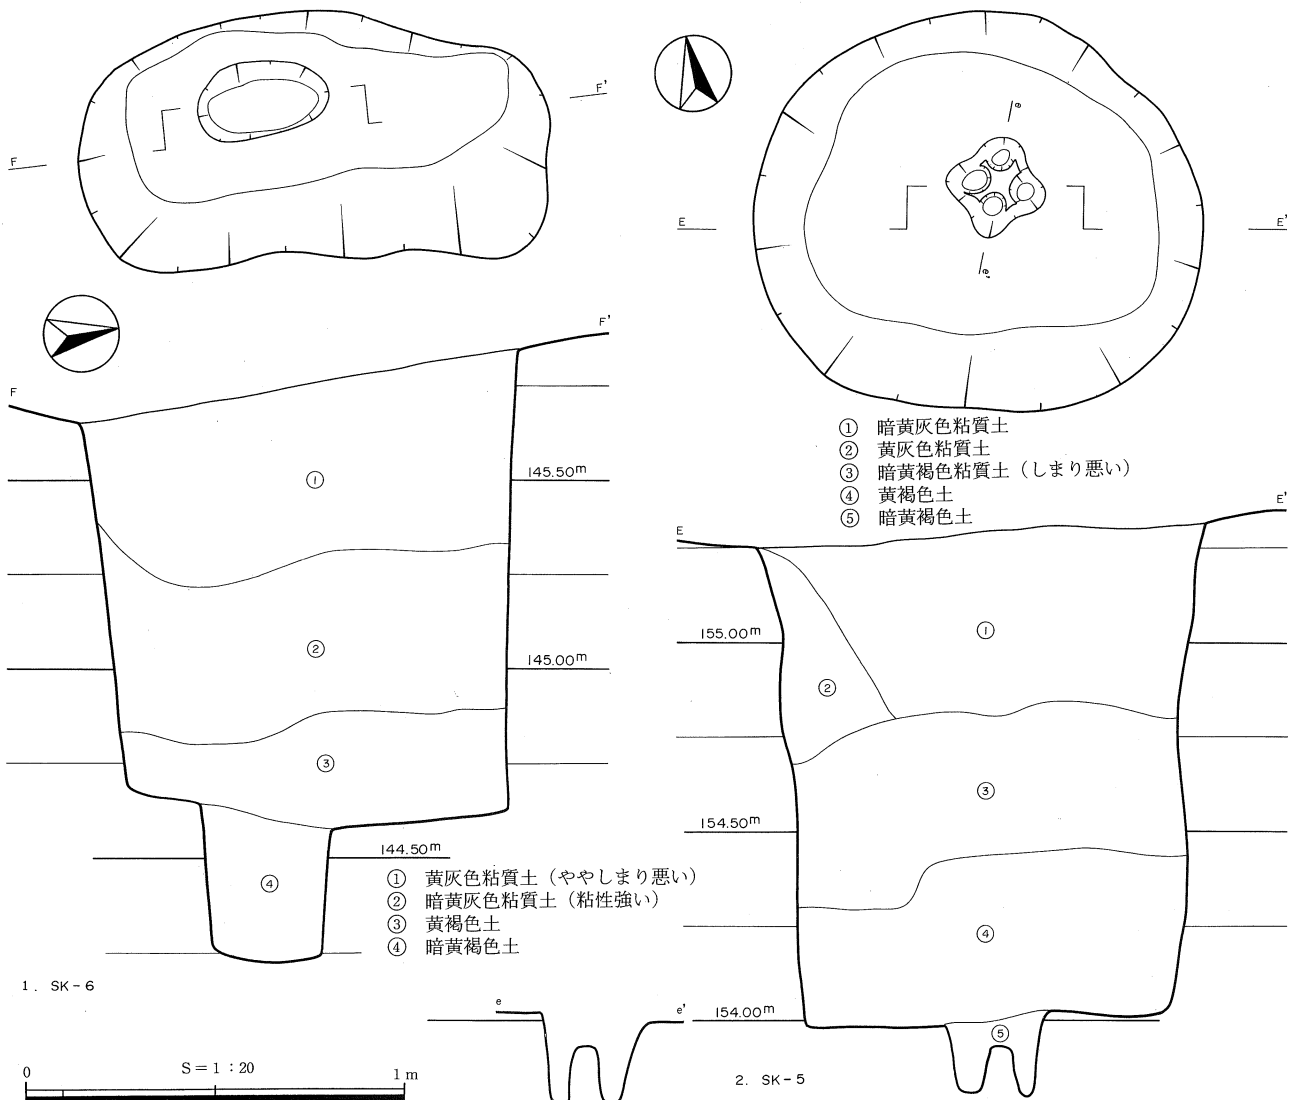 F
F'
F
F'
① 
145.50m
②
145.00m
③
144.50m
④
① 黄灰色粘質土（ややしまり悪い）
② 暗黄灰色粘質土（粘性強い）
③ 黄褐色土
④ 暗黄褐色土
1. SK-6
0
S=1:20
1m
e
e'
E
E'
e
e'
① 暗黄灰色粘質土
② 黄灰色粘質土
③ 暗黄褐色粘質土（しまり悪い）
④ 黄褐色土
⑤ 暗黄褐色土
E
E'
155.00m
①
②
③
154.50m
④
154.00m
⑤
2. SK-5